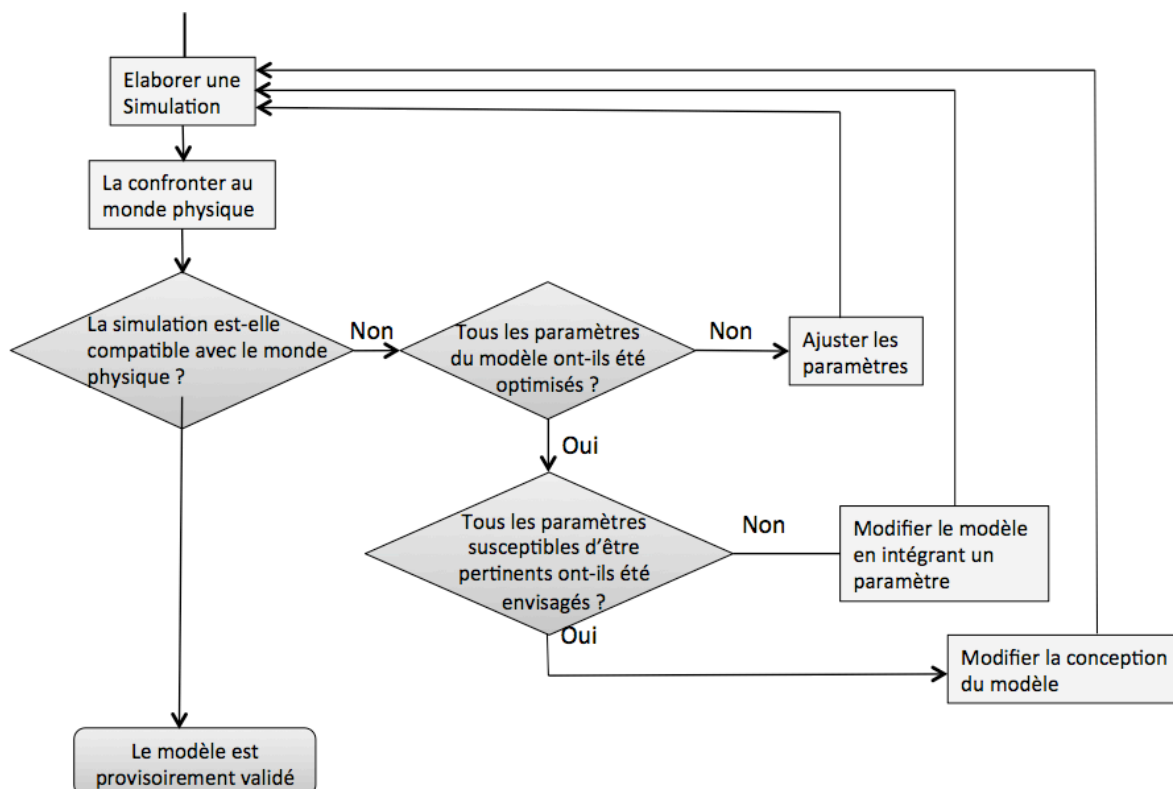 Elaborer une
Simulation
La confronter au
monde physique
La simulation est-elle
compatible avec le monde
physique ?
Non
Tous les paramètres
du modèle ont-ils été
optimisés ?
Non
Ajuster les
paramètres
Oui
Tous les paramètres
susceptibles d'être
pertinents ont-ils été
envisagés ?
Non
Modifier le modèle
en intégrant un
paramètre
Oui
Modifier la conception
du modèle
Le modèle est
provisoirement validé